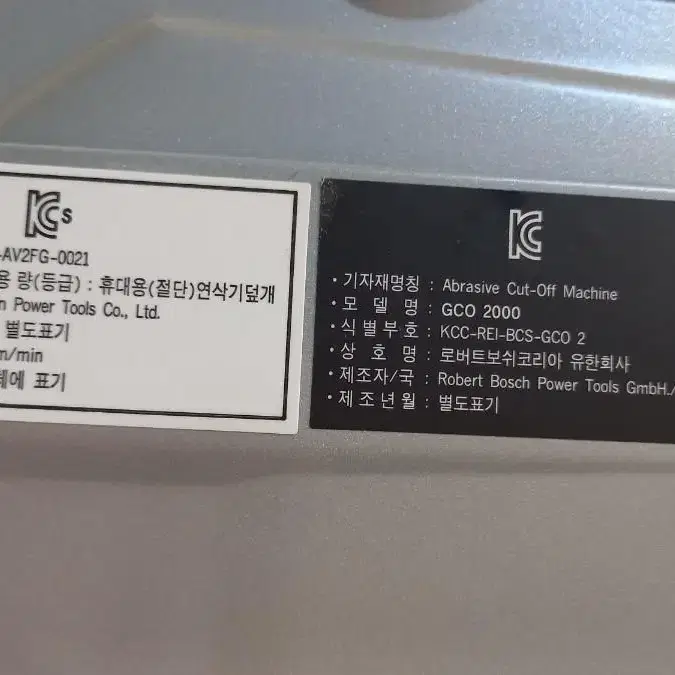 KCs
-AV2FG-0021
용 량(등급) : 휴대용(절단)연삭기덮개
Power Tools Co., Ltd.
별도표기
m/min
에 표기
KC
· 기자재명칭 : Abrasive Cut-Off Machine
· 모 델 명 : GCO 2000
· 식 별 부 호 : KCC-REI-BCS-GCO 2
· 상 호 명 : 로버트보쉬코리아 유한회사
· 제조자/국 : Robert Bosch Power Tools GmbH./
· 제 조 년 월 : 별도표기